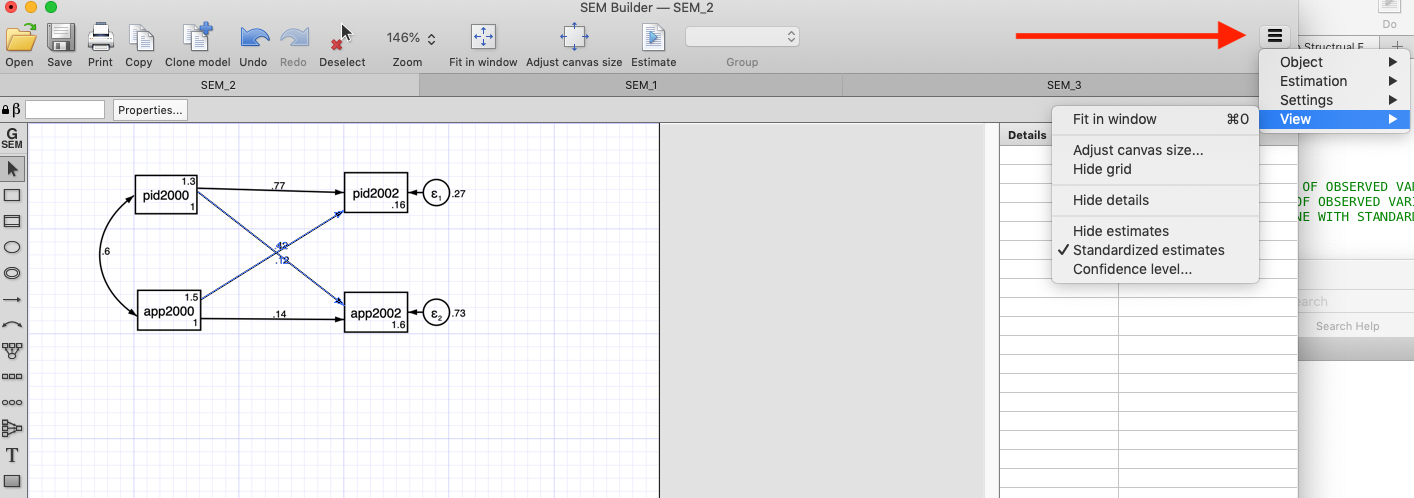 SEM Builder — SEM_2
Open Save Print Copy Clone model Undo Redo Deselect 146% Zoom Fit in window Adjust canvas size Estimate Group
Do
SEM_2 SEM_1 SEM_3
Structrual E
β Properties...
G
SEM
T
pid2000 1.3 1
.77
pid2002 .16
ε1 .27
.6
.42
.12
app2000 1.5 1
.14
app2002 1.6
ε2 .73
Details
Object
Estimation
Settings
View
Fit in window ⌘0
Adjust canvas size...
Hide grid
Hide details
Hide estimates
✓ Standardized estimates
Confidence level...
OF OBSERVED VA
OF OBSERVED VARI
NE WITH STANDAR
earch
Search Help